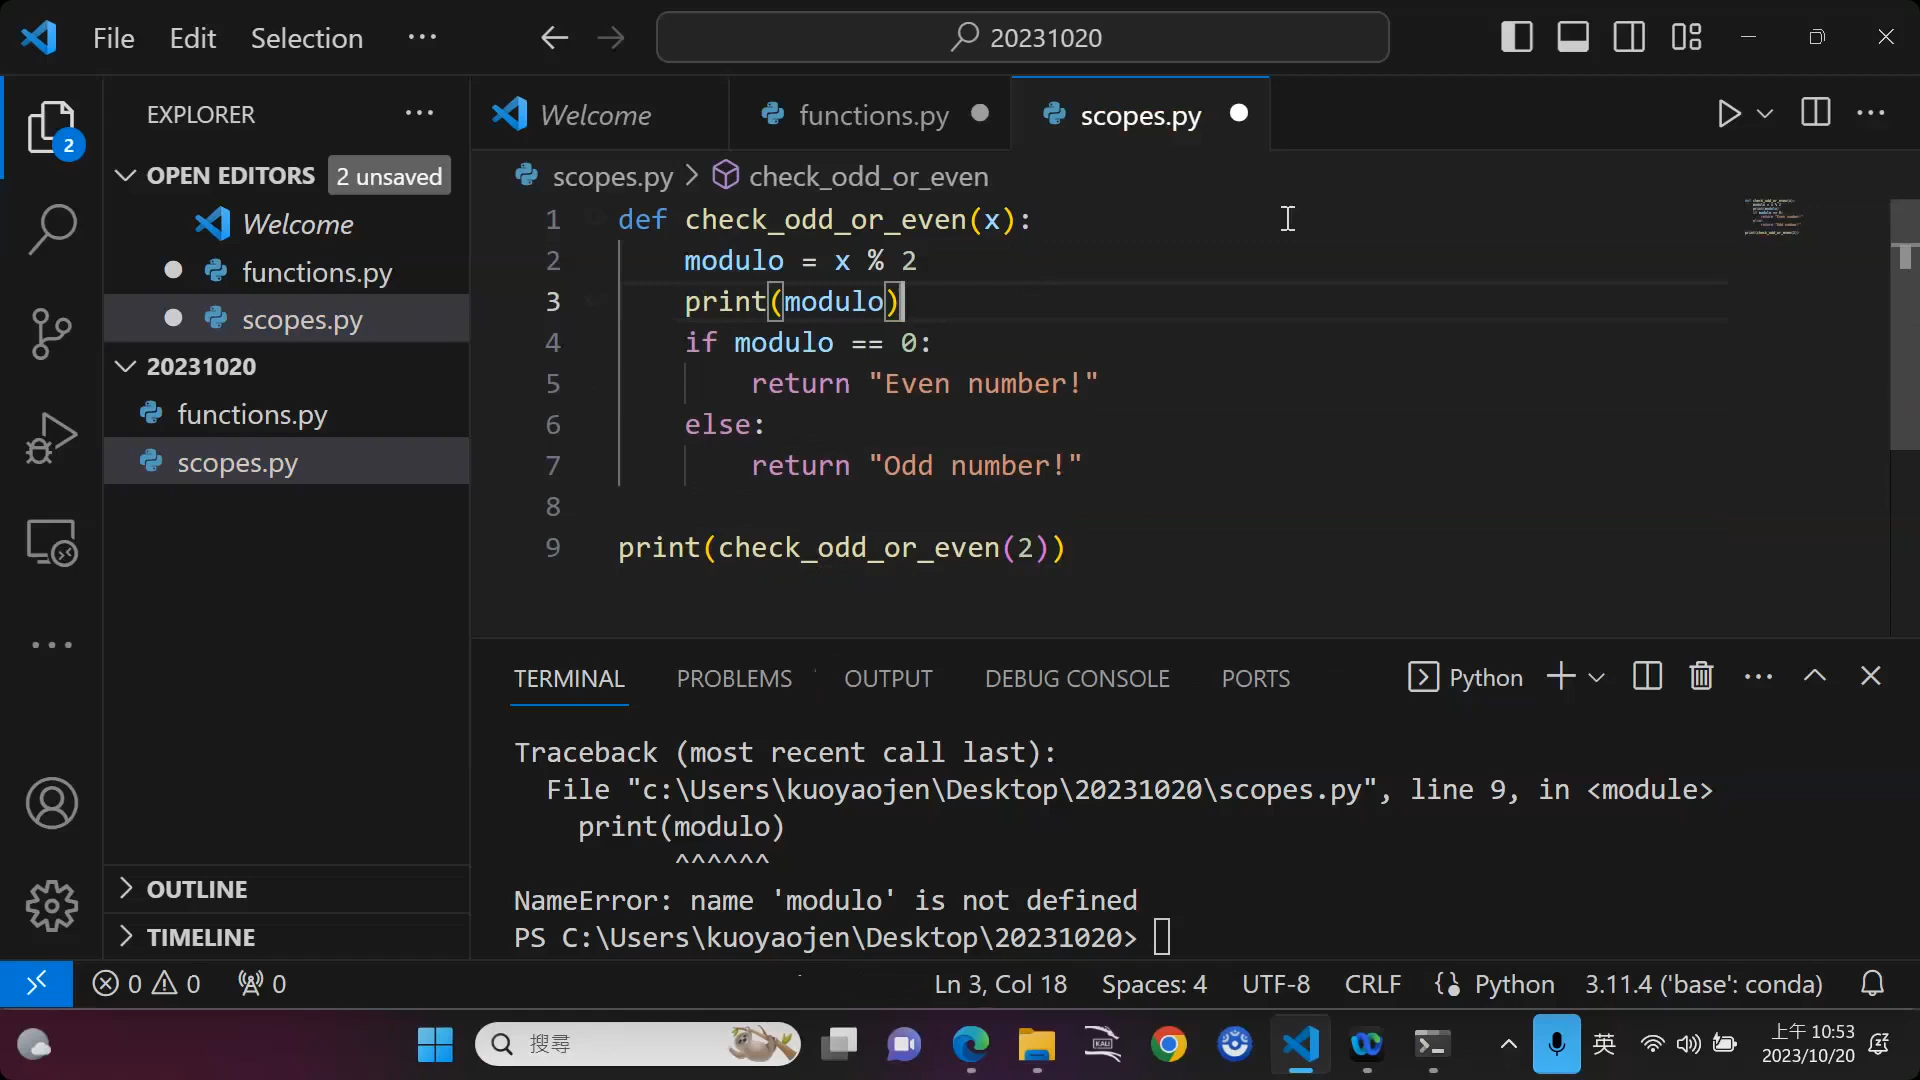 File Edit Selection ··· 20231020
EXPLORER ···
OPEN EDITORS 2 unsaved
Welcome
functions.py
scopes.py
20231020
functions.py
scopes.py
OUTLINE
TIMELINE
2
Welcome functions.py scopes.py
scopes.py > check_odd_or_even
1 def check_odd_or_even(x):
2 modulo = x % 2
3 print(modulo)
4 if modulo == 0:
5 return "Even number!"
6 else:
7 return "Odd number!"
8
9 print(check_odd_or_even(2))
TERMINAL PROBLEMS OUTPUT DEBUG CONSOLE PORTS Python
Traceback (most recent call last):
File "c:\Users\kuoyaojen\Desktop\20231020\scopes.py", line 9, in <module>
print(modulo)
^^^^^^
NameError: name 'modulo' is not defined
PS C:\Users\kuoyaojen\Desktop\20231020>
0 0 0 Ln 3, Col 18 Spaces: 4 UTF-8 CRLF Python 3.11.4 ('base': conda)
搜尋 KALI 英 上午 10:53
2023/10/20